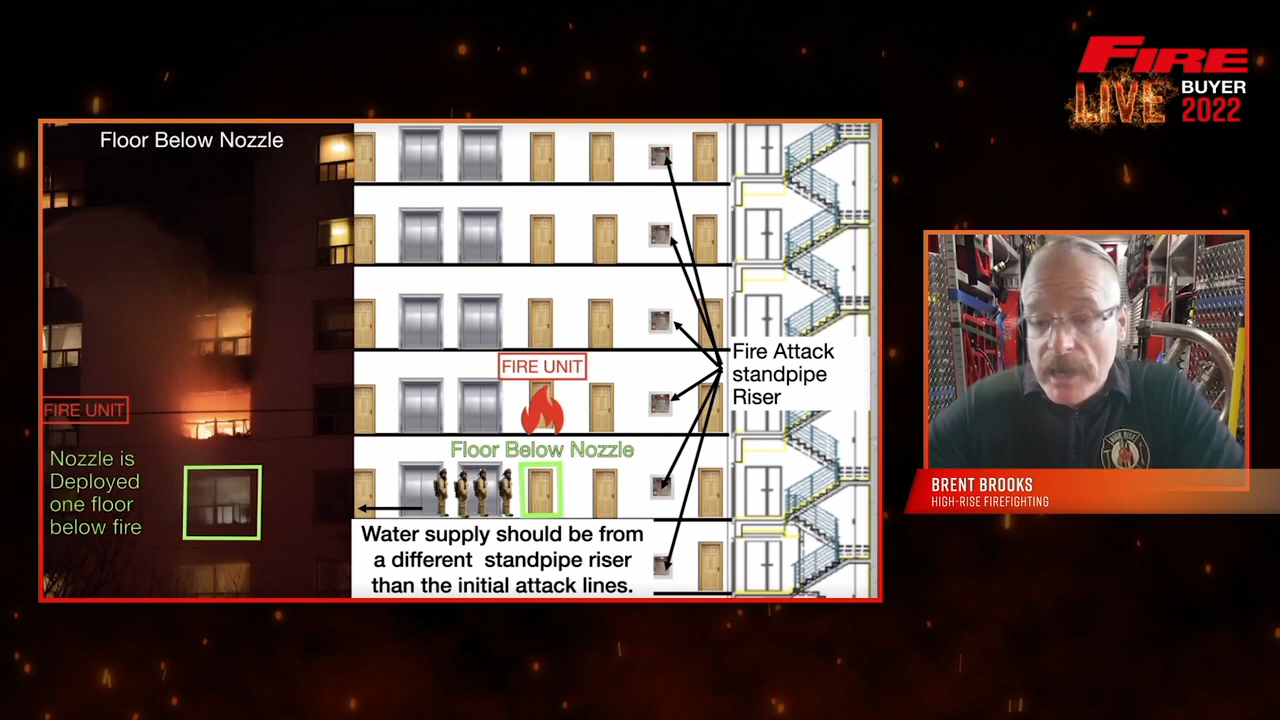 FIRE
LIVE
BUYER
2022
Floor Below Nozzle
FIRE UNIT
Nozzle is
Deployed
one floor
below fire
FIRE UNIT
Floor Below Nozzle
Fire Attack
standpipe
Riser
Water supply should be from
a different standpipe riser
than the initial attack lines.
BRENT BROOKS
HIGH-RISE FIREFIGHTING